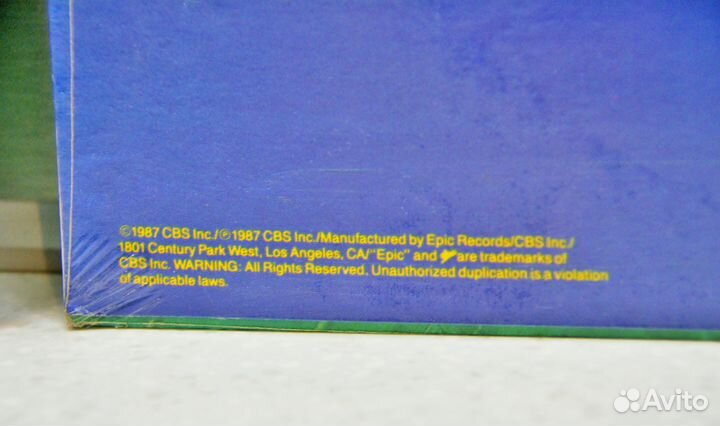 ©1987 CBS Inc./℗1987 CBS Inc./Manufactured by Epic Records/CBS Inc./
1801 Century Park West, Los Angeles, CA/"Epic" and are trademarks of
CBS Inc. WARNING: All Rights Reserved. Unauthorized duplication is a violation
of applicable laws.
Avito